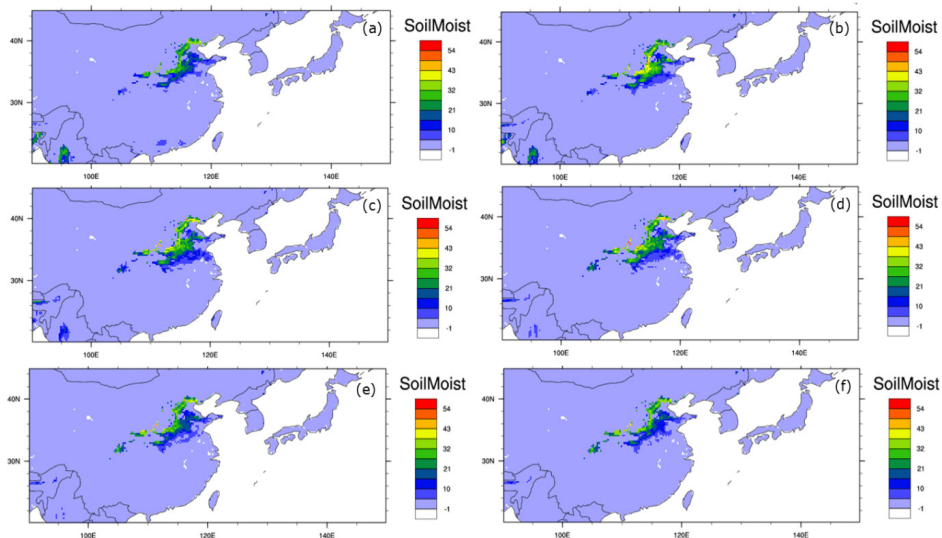 (a) SoilMoist
54
43
32
21
10
-1
40N
30N
100E 120E 140E
(b) SoilMoist
54
43
32
21
10
-1
40N
30N
100E 120E 140E
(c) SoilMoist
54
43
32
21
10
-1
40N
30N
100E 120E 140E
(d) SoilMoist
54
43
32
21
10
-1
40N
30N
100E 120E 140E
(e) SoilMoist
54
43
32
21
10
-1
40N
30N
100E 120E 140E
(f) SoilMoist
54
43
32
21
10
-1
40N
30N
100E 120E 140E